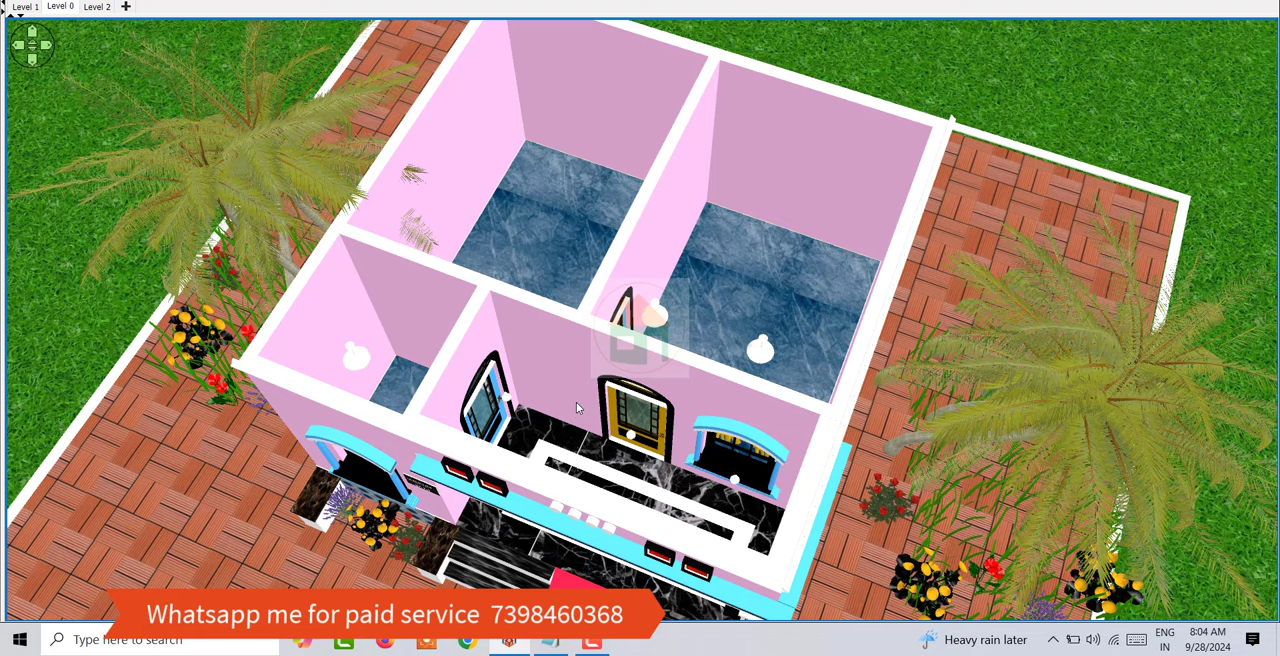 Level 1 Level 0 Level 2
Whatsapp me for paid service 7398460368
Type here to search
Heavy rain later
ENG
IN
8:04 AM
9/28/2024